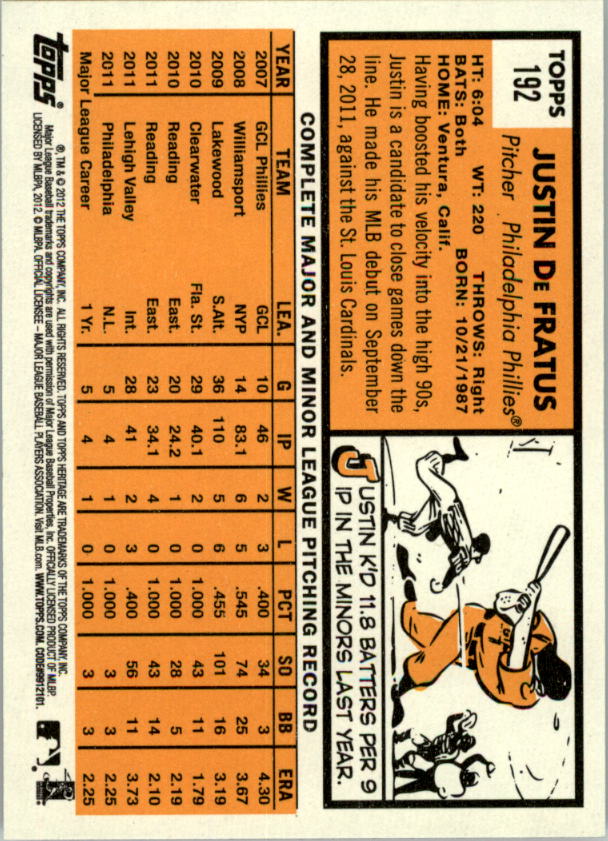 TOPPS
192
JUSTIN DE FRATUS
Pitcher Philadelphia Phillies®
HT: 6:04 WT: 220 THROWS: Right
BATS: Both BORN: 10/21/1987
HOME: Ventura, Calif.
Having boosted his velocity into the high 90s,
Justin is a candidate to close games down the
line. He made his MLB debut on September
28, 2011, against the St. Louis Cardinals.
JUSTIN K'D 11.8 BATTERS PER 9
IP IN THE MINORS LAST YEAR.
COMPLETE MAJOR AND MINOR LEAGUE PITCHING RECORD
YEAR TEAM LEA. G IP W L PCT SO BB ERA
2007 GCL Phillies GCL 10 46 2 3 .400 34 3 4.30
2008 Williamsport NYP 14 83.1 6 5 .545 74 25 3.67
2009 Lakewood S.Alt. 36 110 5 6 .455 101 16 3.19
2010 Clearwater Fla. St. 29 40.1 2 0 1.000 43 11 1.79
2010 Reading East. 20 24.2 1 0 1.000 28 5 2.19
2011 Reading East. 23 34.1 4 0 1.000 43 14 2.10
2011 Lehigh Valley Int. 28 41 2 3 .400 56 11 3.73
2011 Philadelphia N.L. 5 4 1 0 1.000 3 3 2.25
Major League Career 1 Yr. 5 4 1 0 1.000 3 3 2.25
topps®
®, TM & © 2012 THE TOPPS COMPANY, INC. ALL RIGHTS RESERVED. TOPPS AND TOPPS HERITAGE ARE TRADEMARKS OF THE TOPPS COMPANY, INC.
Major League Baseball trademarks and copyrights are used with permission of Major League Baseball Properties, Inc. OFFICIALLY LICENSED PRODUCT OF MLBP.
LICENSED BY MLBPA, 2012. © MLBPA. OFFICIAL LICENSEE – MAJOR LEAGUE BASEBALL PLAYERS ASSOCIATION. Visit MLB.com. WWW.TOPPS.COM. CODE#9912101.